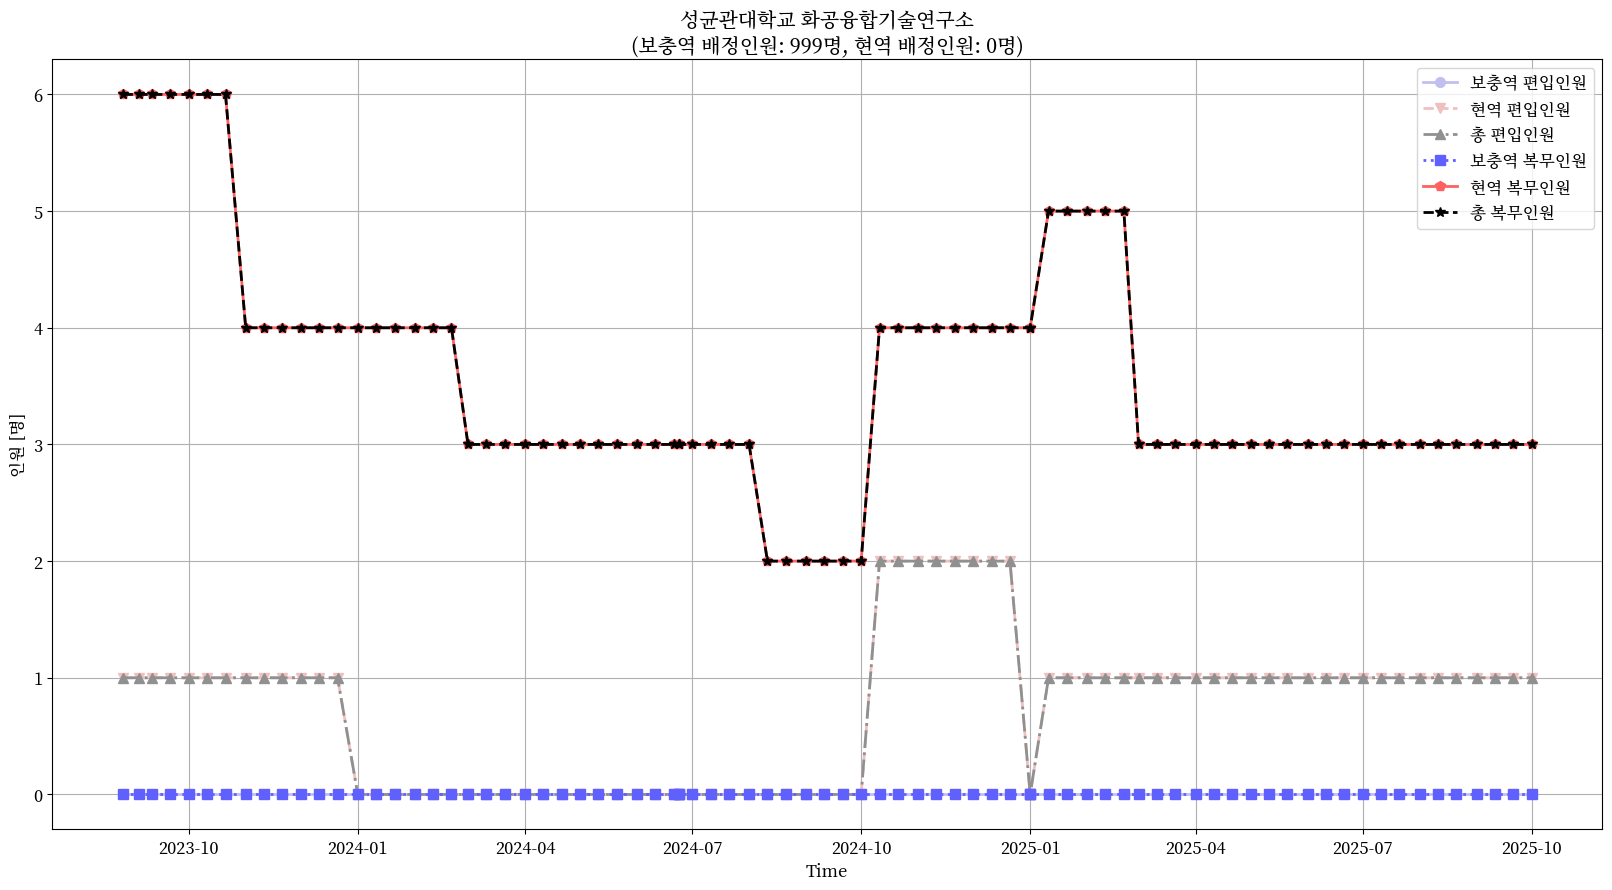 성균관대학교 화공융합기술연구소
(보충역 배정인원: 999명, 현역 배정인원: 0명)
보충역 편입인원
현역 편입인원
총 편입인원
보충역 복무인원
현역 복무인원
총 복무인원
인원 [명]
6
5
4
3
2
1
0
2023-10
2024-01
2024-04
2024-07
2024-10
2025-01
2025-04
2025-07
2025-10
Time